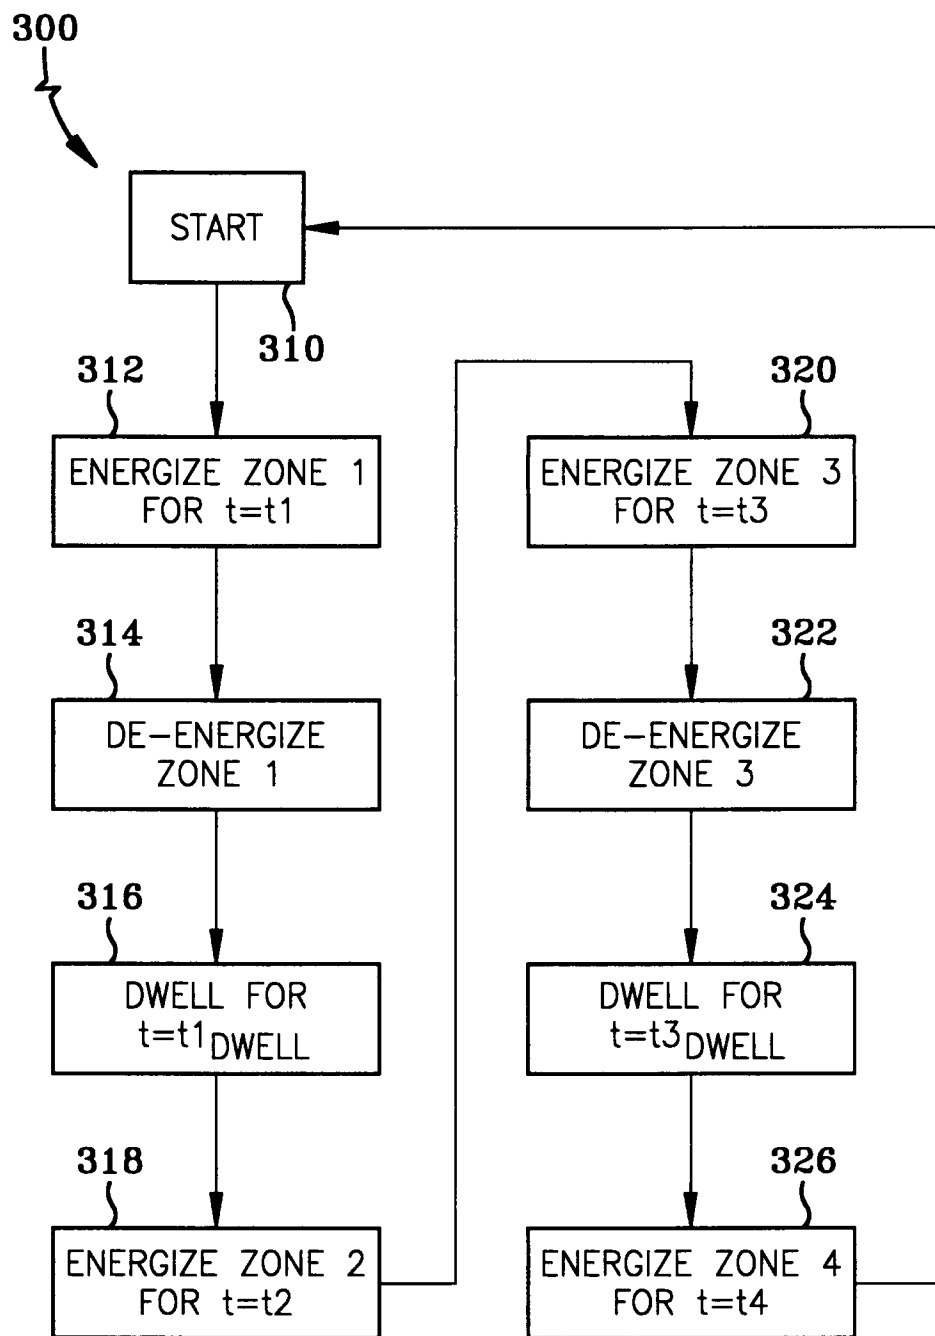 300
START
310
312
ENERGIZE ZONE 1
FOR t=t1
314
DE-ENERGIZE
ZONE 1
316
DWELL FOR
t=t1DWELL
318
ENERGIZE ZONE 2
FOR t=t2
320
ENERGIZE ZONE 3
FOR t=t3
322
DE-ENERGIZE
ZONE 3
324
DWELL FOR
t=t3DWELL
326
ENERGIZE ZONE 4
FOR t=t4